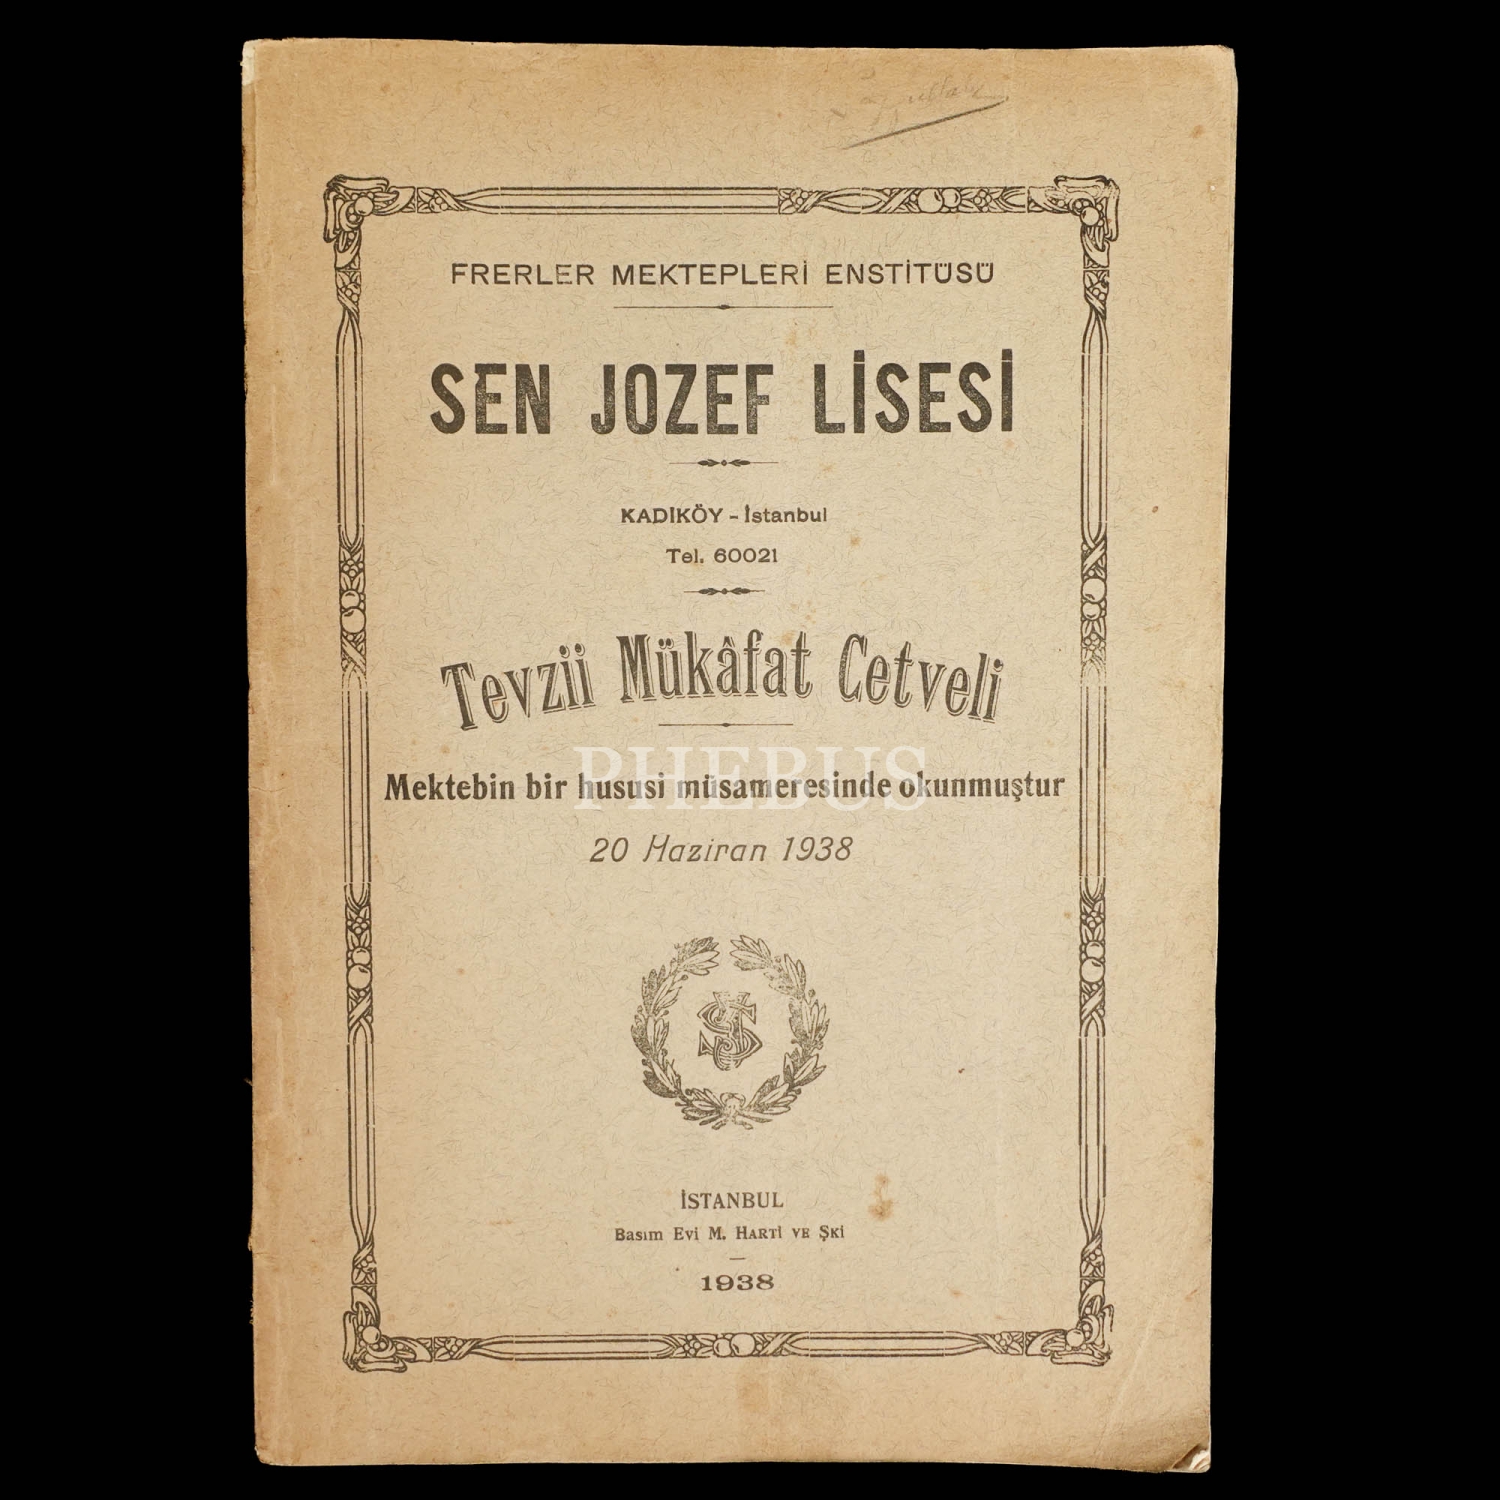 FRERLER MEKTEPLERİ ENSTİTÜSÜ
SEN JOZEF LİSESİ
KADIKÖY - İstanbul
Tel. 60021
Tevzii Mükâfat Cetveli
PHEBUS
Mektebin bir hususi müsameresinde okunmuştur
20 Haziran 1938
İSTANBUL
Basım Evi M. HARTİ VE ŞKİ
1938